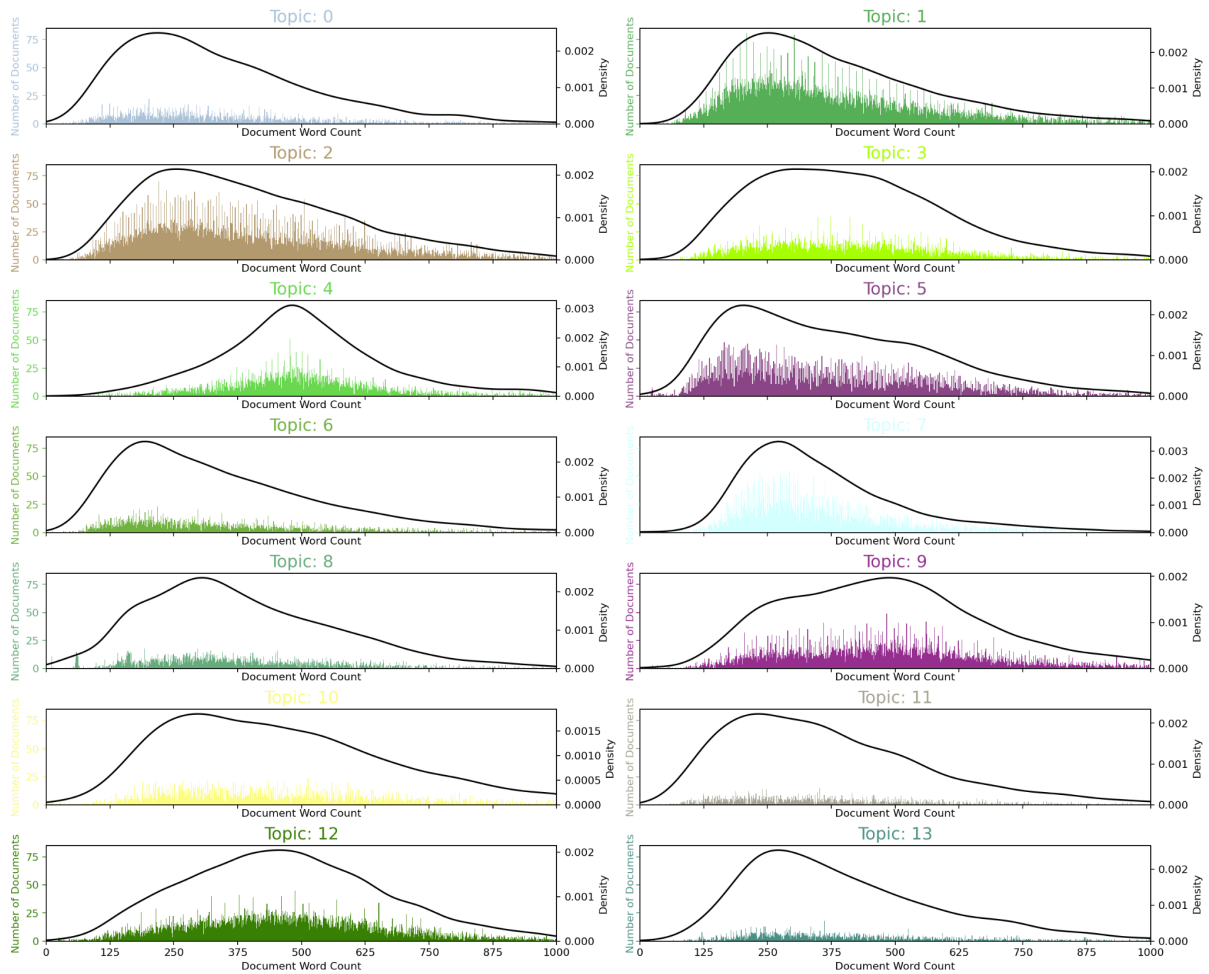 Topic: 0
Number of Documents
75
50
25
0
0.002
0.001
0.000
Density
Document Word Count
Topic: 1
Number of Documents
0.002
0.001
0.000
Density
Document Word Count
Topic: 2
Number of Documents
75
50
25
0
0.002
0.001
0.000
Density
Document Word Count
Topic: 3
Number of Documents
0.002
0.001
0.000
Density
Document Word Count
Topic: 4
Number of Documents
75
50
25
0
0.003
0.002
0.001
0.000
Density
Document Word Count
Topic: 5
Number of Documents
0.002
0.001
0.000
Density
Document Word Count
Topic: 6
Number of Documents
75
50
25
0
0.002
0.001
0.000
Density
Document Word Count
Topic: 7
Number of Documents
0.003
0.002
0.001
0.000
Density
Document Word Count
Topic: 8
Number of Documents
75
50
25
0
0.002
0.001
0.000
Density
Document Word Count
Topic: 9
Number of Documents
0.002
0.001
0.000
Density
Document Word Count
Topic: 10
Number of Documents
75
50
25
0
0.0015
0.0010
0.0005
0.0000
Density
Document Word Count
Topic: 11
Number of Documents
0.002
0.001
0.000
Density
Document Word Count
Topic: 12
Number of Documents
75
50
25
0
0.002
0.001
0.000
Density
0 125 250 375 500 625 750 875 1000
Document Word Count
Topic: 13
Number of Documents
0.002
0.001
0.000
Density
0 125 250 375 500 625 750 875 1000
Document Word Count